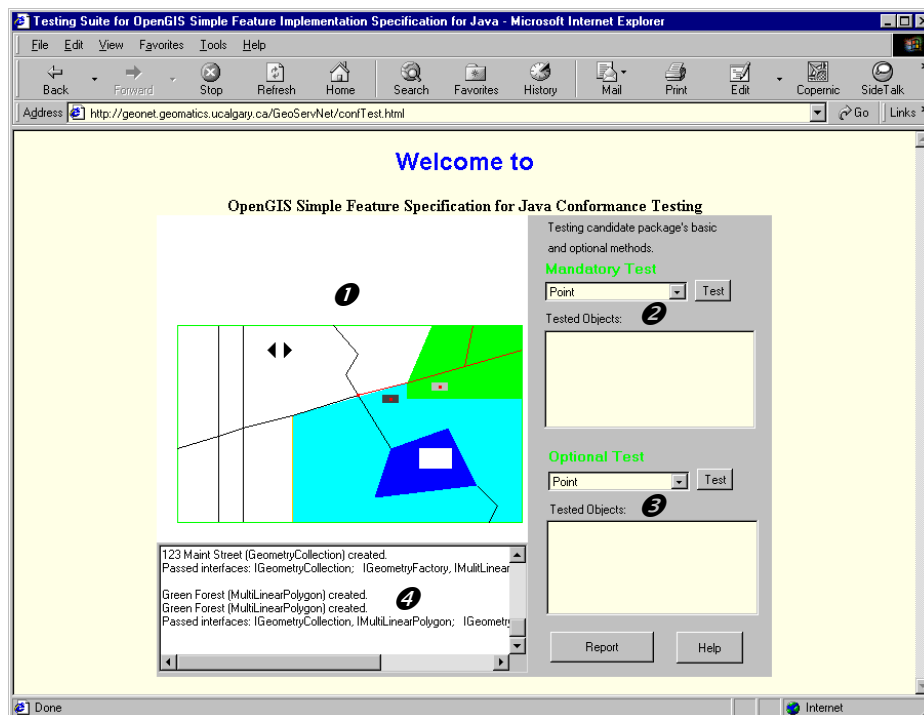 Testing Suite for OpenGIS Simple Feature Implementation Specification for Java - Microsoft Internet Explorer
File Edit View Favorites Tools Help
Back Forward Stop Refresh Home Search Favorites History Mail Print Edit Copernic SideTalk
Address http://geonet.geomatics.ucalgary.ca/GeoServNet/confTest.html Go Links
Welcome to
OpenGIS Simple Feature Specification for Java Conformance Testing
Testing candidate package's basic
and optional methods.
Mandatory Test
Point Test
1
Tested Objects: 2
Optional Test
Point Test
Tested Objects: 3
123 Maint Street (GeometryCollection) created.
Passed interfaces: IGeometryCollection; IGeometryFactory, IMulitLinear
Green Forest (MultiLinearPolygon) created.
Green Forest (MultiLinearPolygon) created.
4
Passed interfaces: IGeometryCollection, IMultiLinearPolygon; IGeometry
Report Help
Done Internet